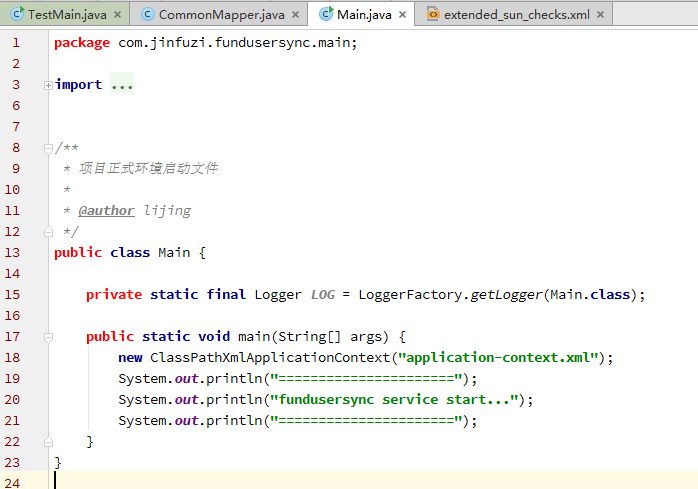 TestMain.java × CommonMapper.java × Main.java × extended_sun_checks.xml ×
1 package com.jinfuzi.fundusersync.main;
2
3 import ...
6
7
8 /**
9 * 项目正式环境启动文件
10 *
11 * @author lijing
12 */
13 public class Main {
14
15 private static final Logger LOG = LoggerFactory.getLogger(Main.class);
16
17 public static void main(String[] args) {
18 new ClassPathXmlApplicationContext("application-context.xml");
19 System.out.println("======================");
20 System.out.println("fundusersync service start...");
21 System.out.println("======================");
22 }
23 }
24